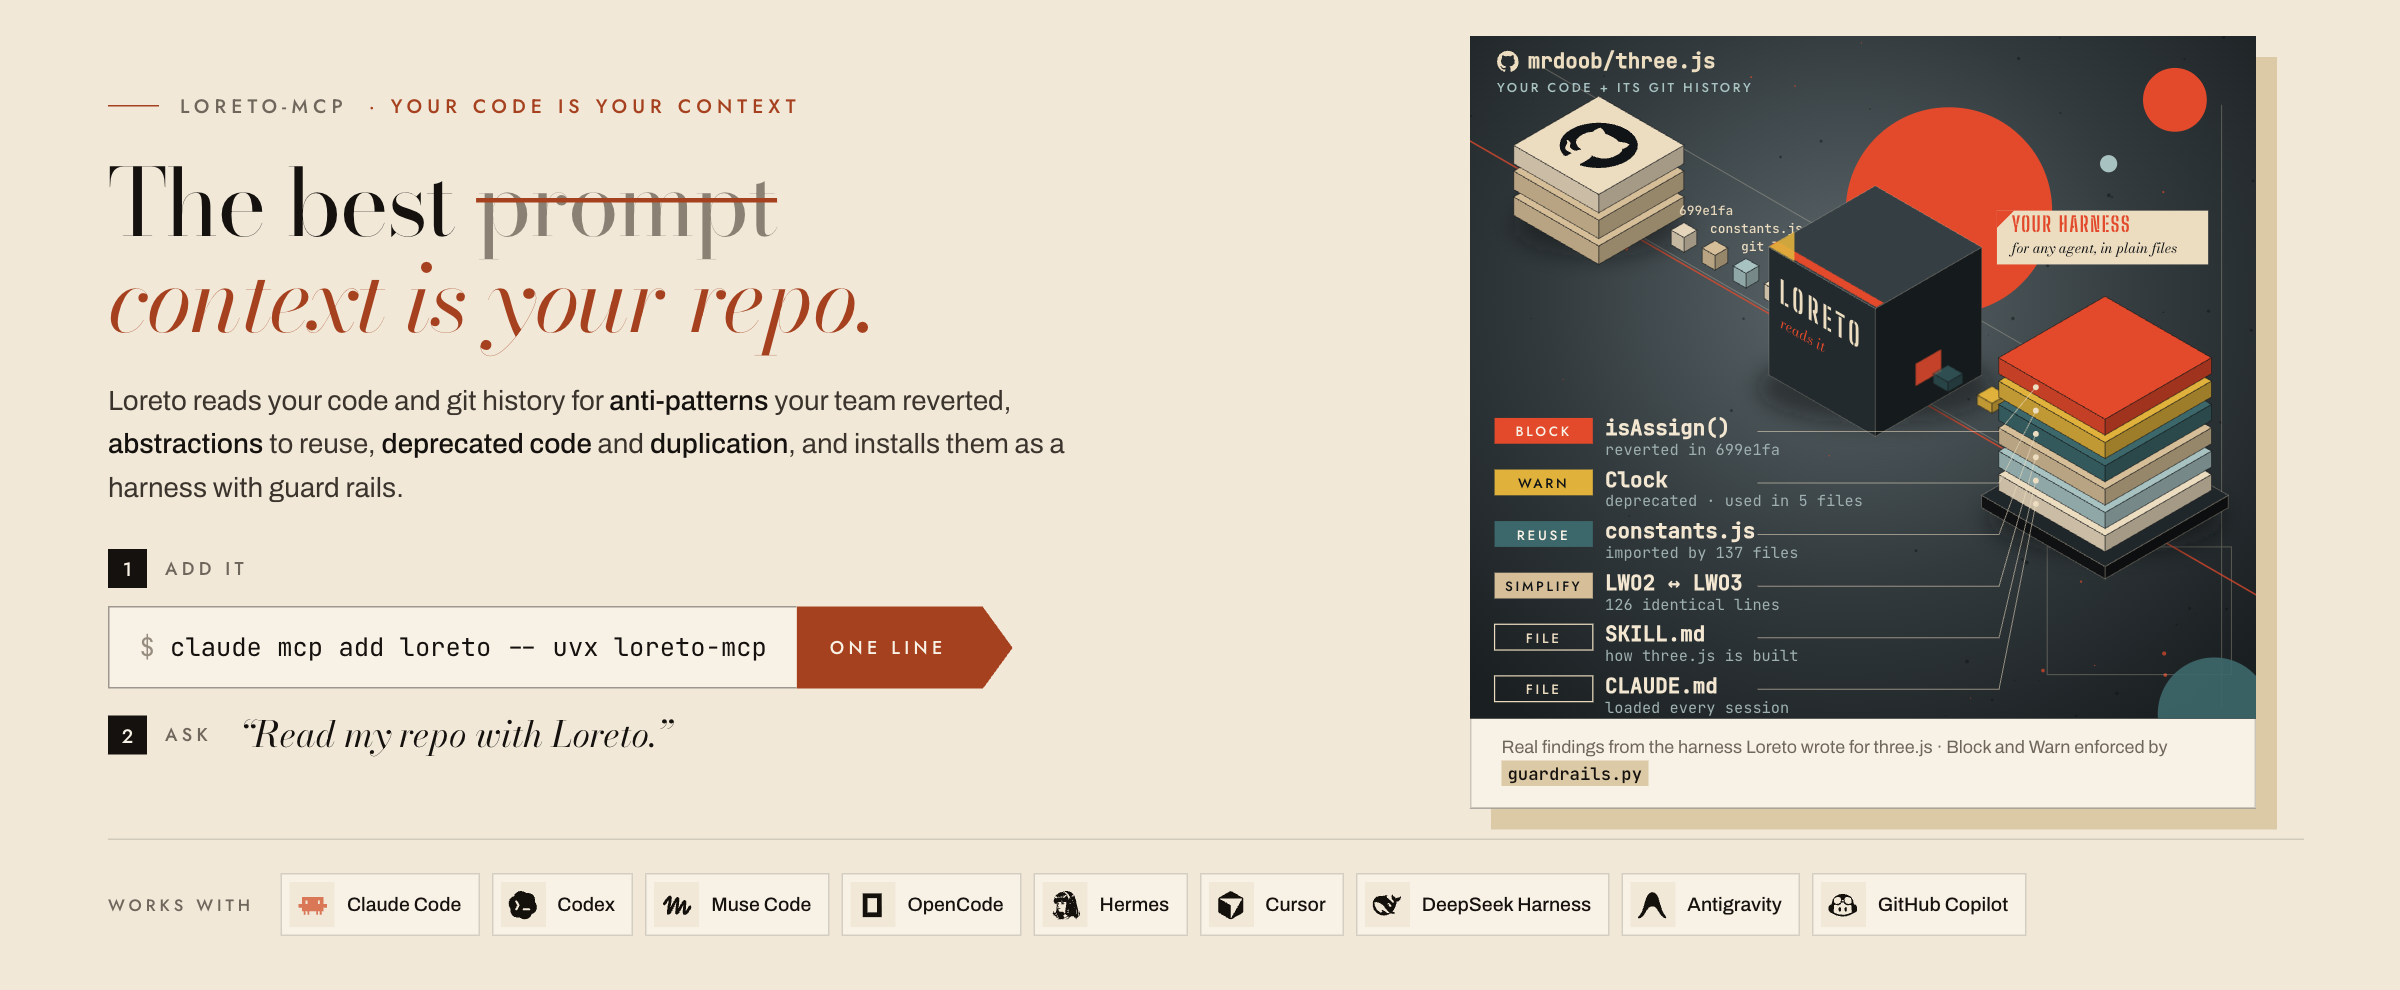 LORETO-MCP · YOUR CODE IS YOUR CONTEXT
The best prompt
context is your repo.
Loreto reads your code and git history for anti-patterns your team reverted,
abstractions to reuse, deprecated code and duplication, and installs them as a
harness with guard rails.
1 ADD IT
$ claude mcp add loreto -- uvx loreto-mcp
ONE LINE
2 ASK “Read my repo with Loreto.”
mrdoob/three.js
YOUR CODE + ITS GIT HISTORY
699e1fa
constants.js
git
LORETO
reads it
YOUR HARNESS
for any agent, in plain files
BLOCK isAssign()
reverted in 699e1fa
WARN Clock
deprecated · used in 5 files
REUSE constants.js
imported by 137 files
SIMPLIFY LWO2 ↔ LWO3
126 identical lines
FILE SKILL.md
how three.js is built
FILE CLAUDE.md
loaded every session
Real findings from the harness Loreto wrote for three.js · Block and Warn enforced by
guardrails.py
WORKS WITH Claude Code Codex Muse Code OpenCode Hermes Cursor DeepSeek Harness Antigravity GitHub Copilot